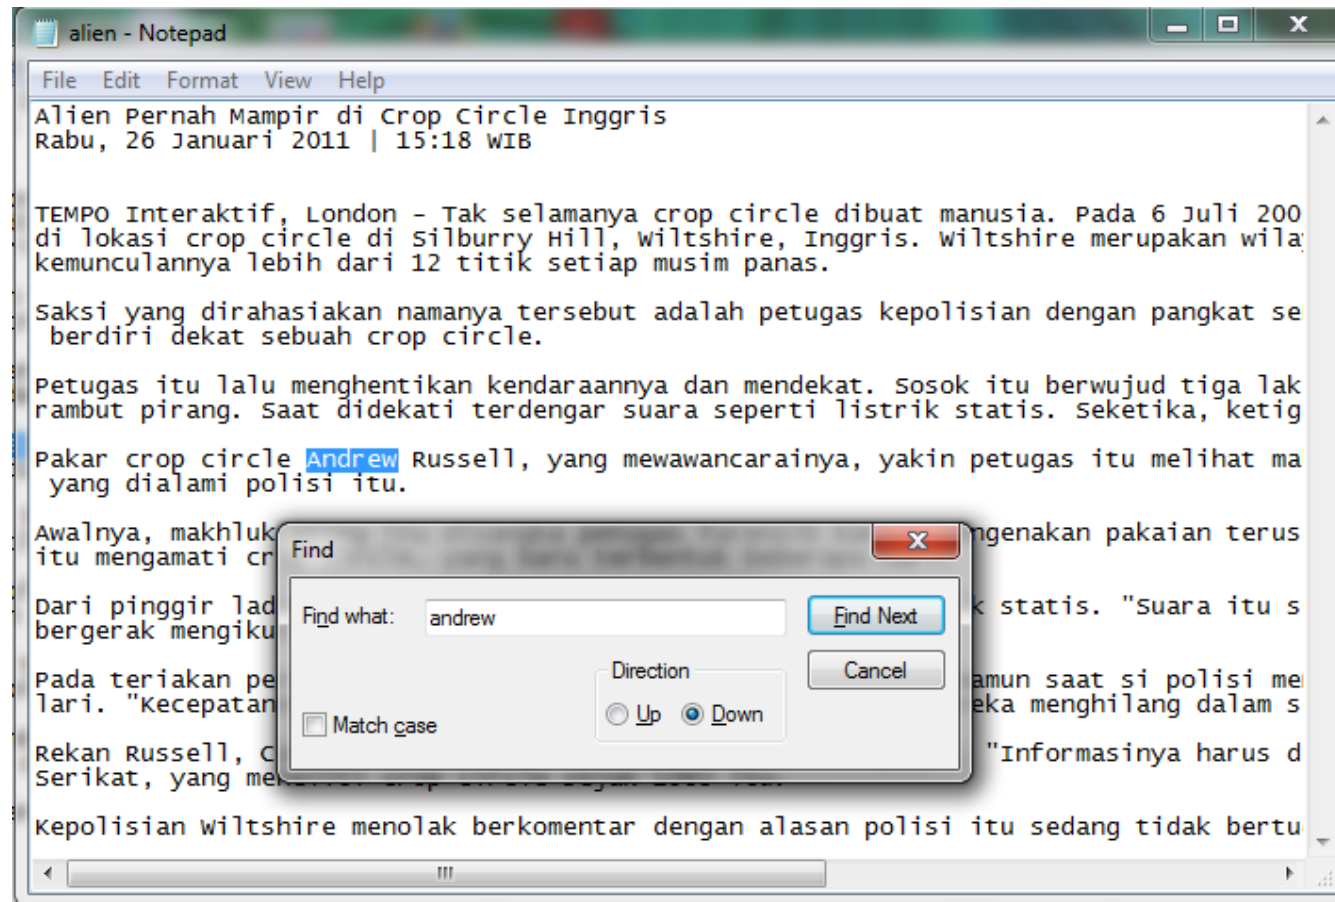 alien - Notepad
File Edit Format View Help
Alien Pernah Mampir di Crop Circle Inggris
Rabu, 26 Januari 2011 | 15:18 WIB
TEMPO Interaktif, London - Tak selamanya crop circle dibuat manusia. Pada 6 Juli 200
di lokasi crop circle di Silburry Hill, Wiltshire, Inggris. Wiltshire merupakan wila
kemunculannya lebih dari 12 titik setiap musim panas.
Saksi yang dirahasiakan namanya tersebut adalah petugas kepolisian dengan pangkat se
berdiri dekat sebuah crop circle.
Petugas itu lalu menghentikan kendaraannya dan mendekat. Sosok itu berwujud tiga lak
rambut pirang. Saat didekati terdengar suara seperti listrik statis. Seketika, ketig
Pakar crop circle Andrew Russell, yang mewawancarainya, yakin petugas itu melihat ma
yang dialami polisi itu.
Awalnya, makhluk ngenakan pakaian terus
itu mengamati cr
Dari pinggir lad k statis. "Suara itu s
bergerak mengiku
Pada teriakan pe amun saat si polisi me
lari. "Kecepatan eka menghilang dalam s
Rekan Russell, C "Informasinya harus d
Serikat, yang me
Kepolisian Wiltshire menolak berkomentar dengan alasan polisi itu sedang tidak bertu
Find
Find what: andrew Find Next
Direction Cancel
Match case Up Down